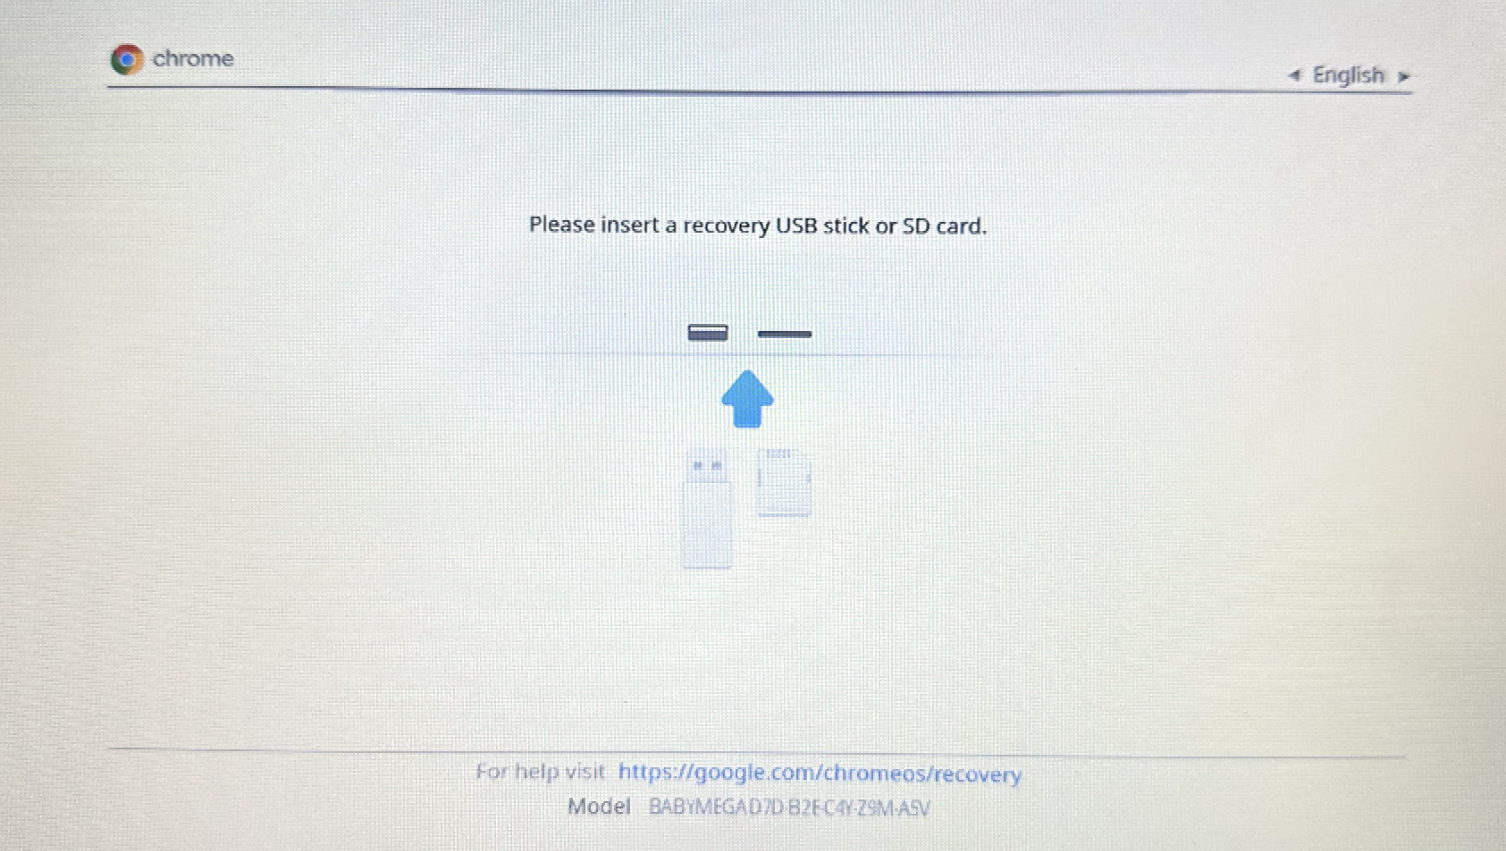 chrome
English
Please insert a recovery USB stick or SD card.
For help visit https://google.com/chromeos/recovery
Model BABYMEGA D7D-B2E-C4Y-Z9M-A5V